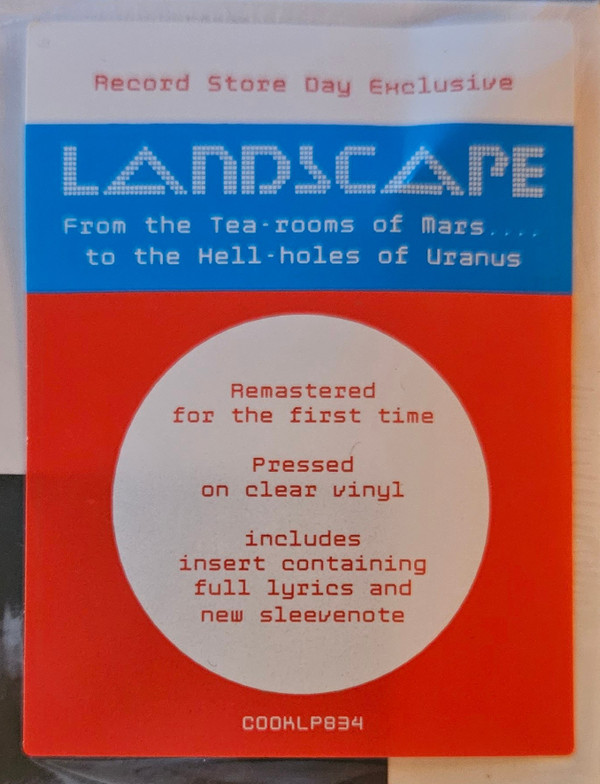 Record Store Day Exclusive
LANDSCAPE
From the Tea-rooms of Mars....
to the Hell-holes of Uranus
Remastered
for the first time
Pressed
on clear vinyl
includes
insert containing
full lyrics and
new sleevenote
COOKLP834